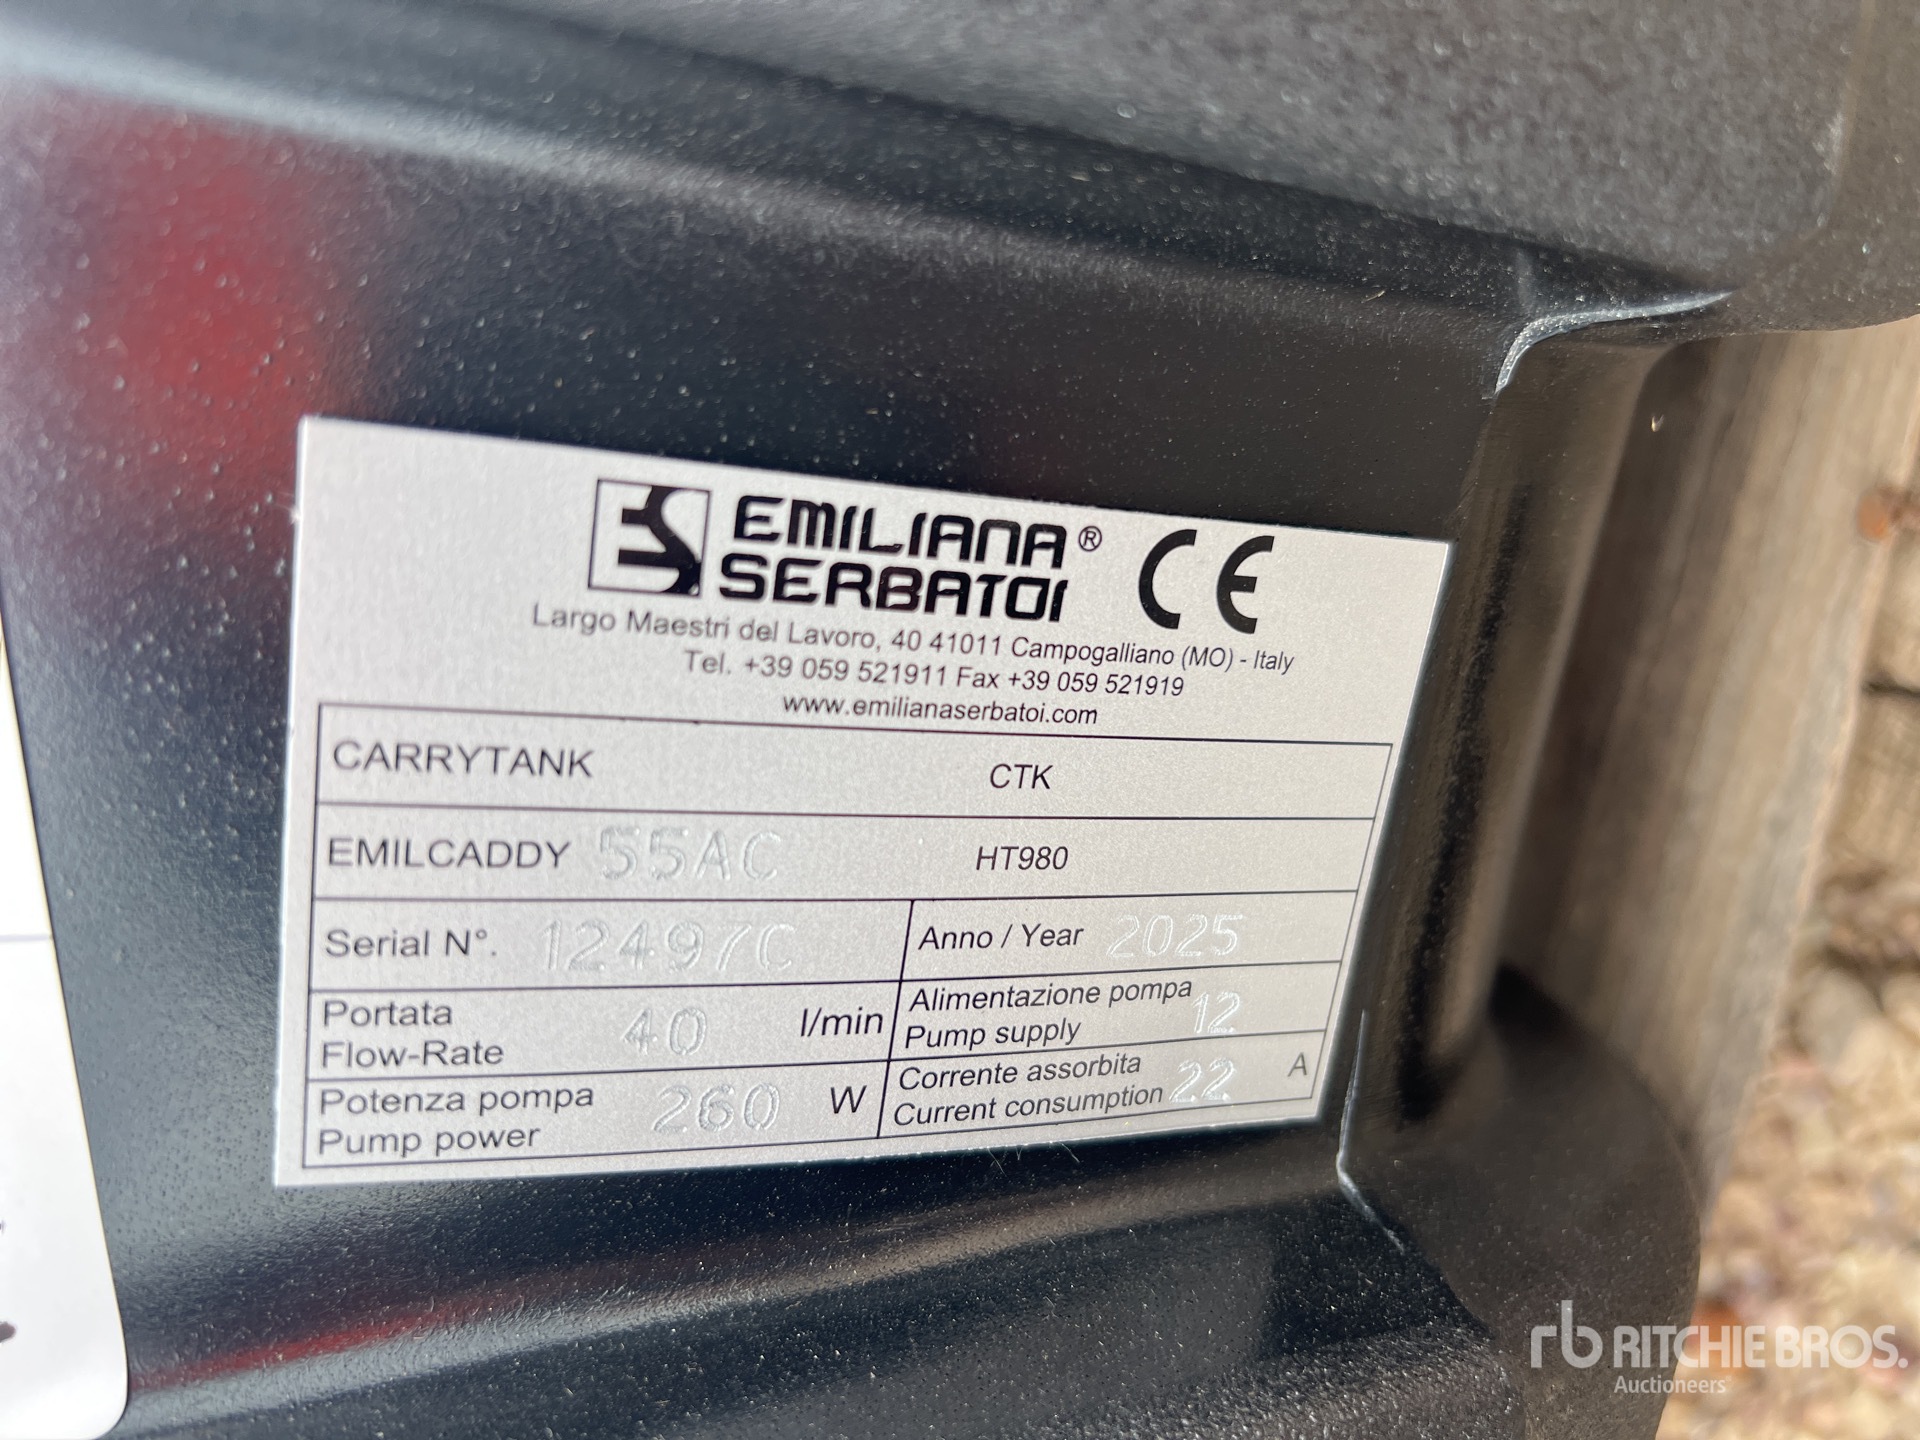 EMILIANA® CE
SERBATOI
Largo Maestri del Lavoro, 40 41011 Campogalliano (MO) - Italy
Tel. +39 059 521911 Fax +39 059 521919
www.emilianaserbatoi.com
CARRYTANK CTK
EMILCADDY 55AC HT980
Serial N°. 12497C Anno / Year 2025
Portata
Flow-Rate 40 l/min
Alimentazione pompa
Pump supply 12
Potenza pompa
Pump power 260 W
Corrente assorbita
Current consumption 22 A
rb RITCHIE BROS.
Auctioneers